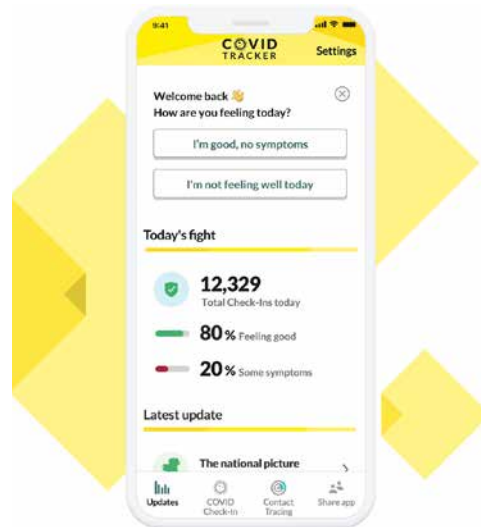 9:41
COVID
TRACKER
Settings
Welcome back 👋
How are you feeling today?
I'm good, no symptoms
I'm not feeling well today
Today's fight
12,329
Total Check-Ins today
80% Feeling good
20% Some symptoms
Latest update
The national picture
Updates
COVID
Check-In
Contact
Tracing
Share app